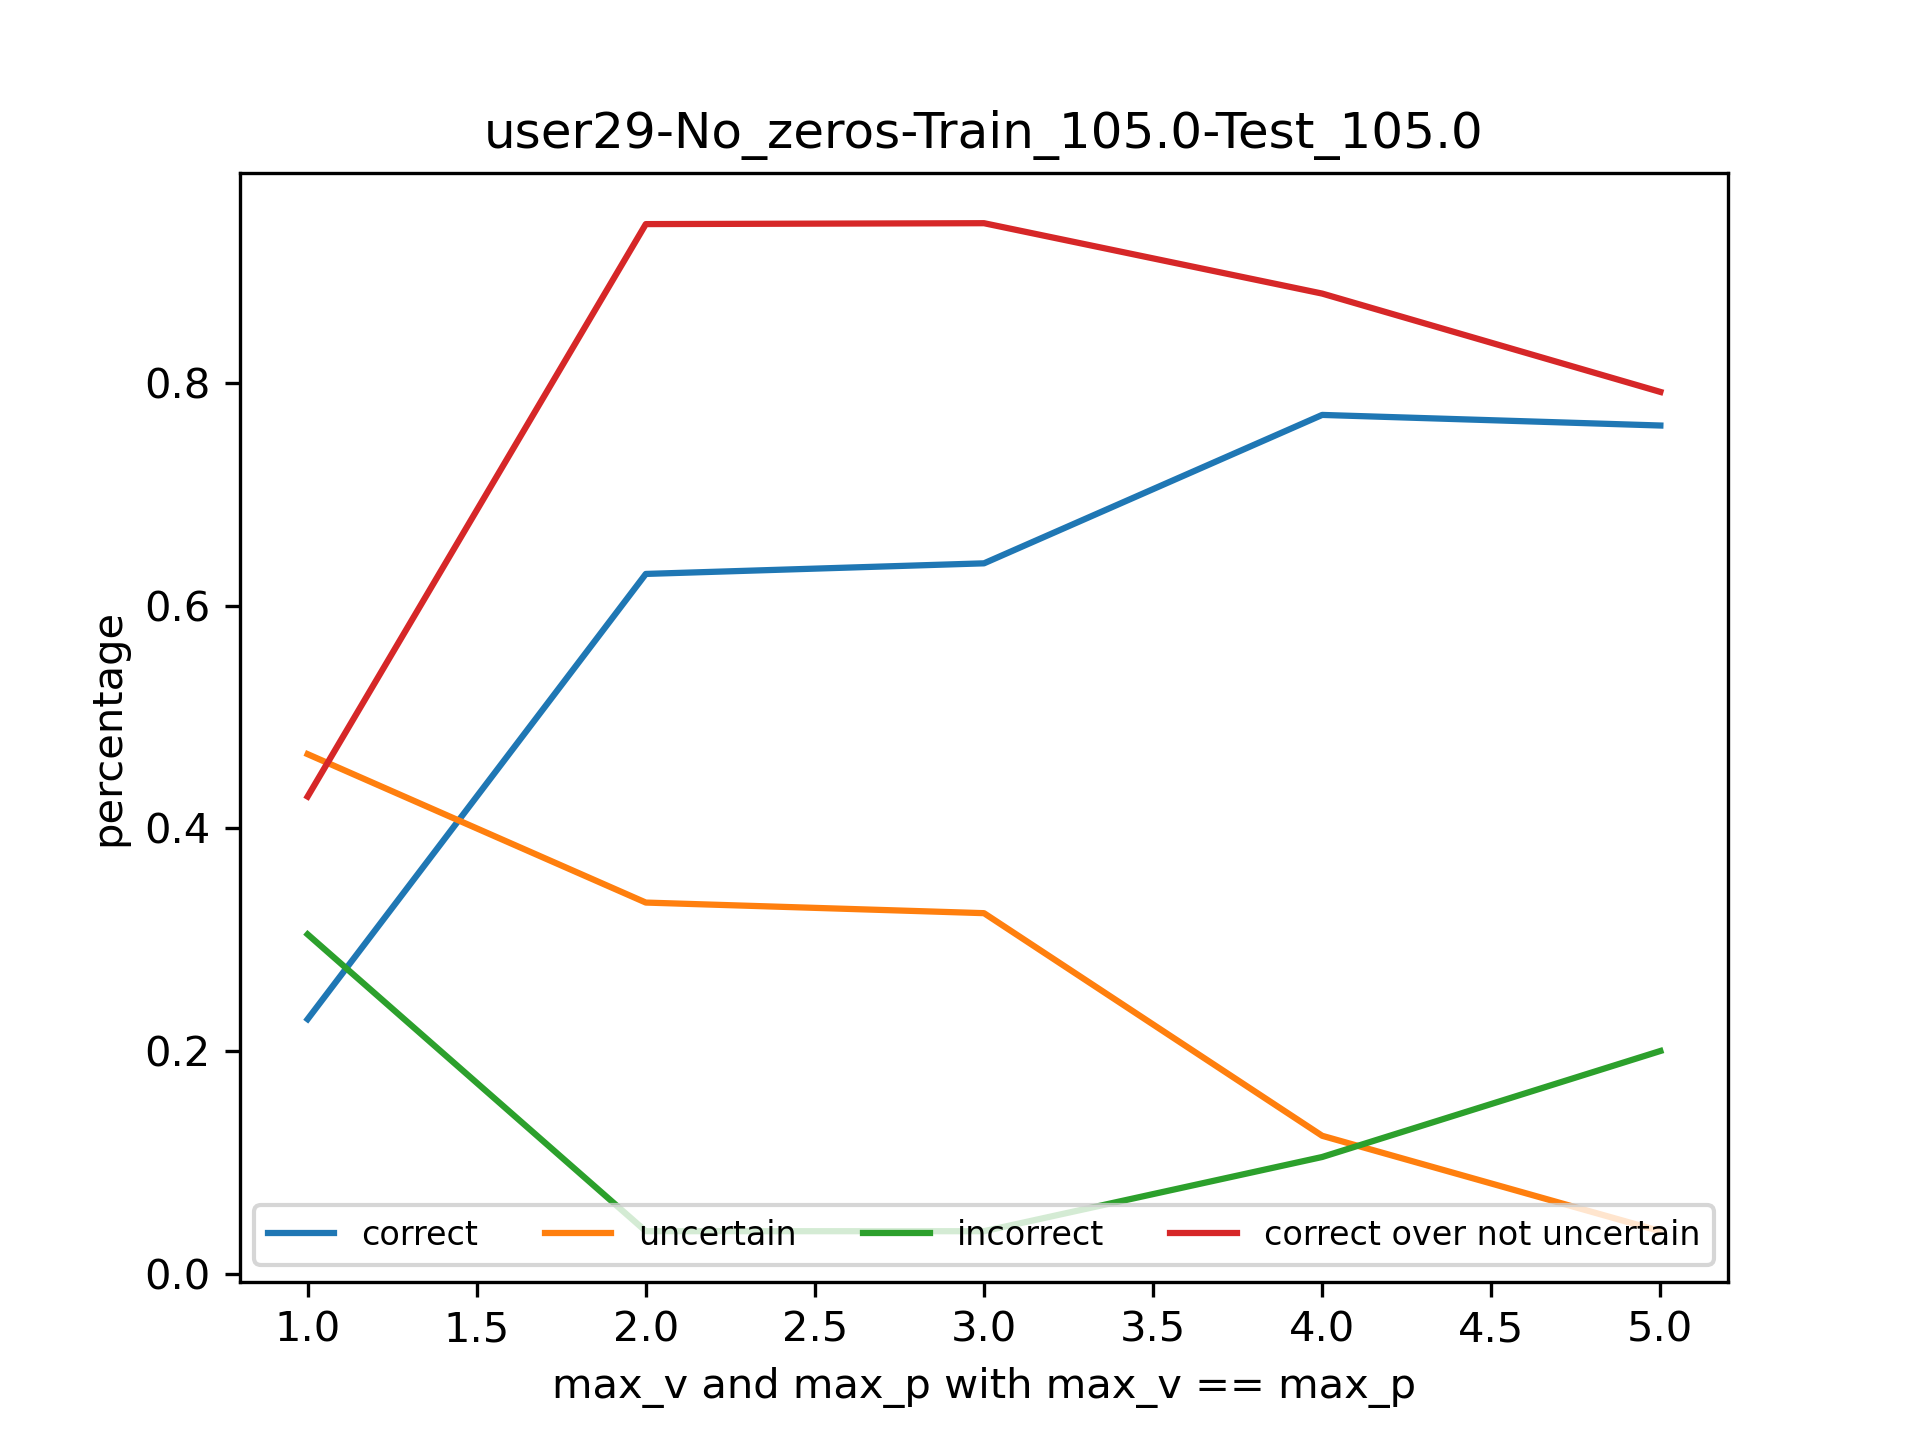 user29-No_zeros-Train_105.0-Test_105.0
percentage
0.8
0.6
0.4
0.2
0.0
correct uncertain incorrect correct over not uncertain
1.0 1.5 2.0 2.5 3.0 3.5 4.0 4.5 5.0
max_v and max_p with max_v == max_p